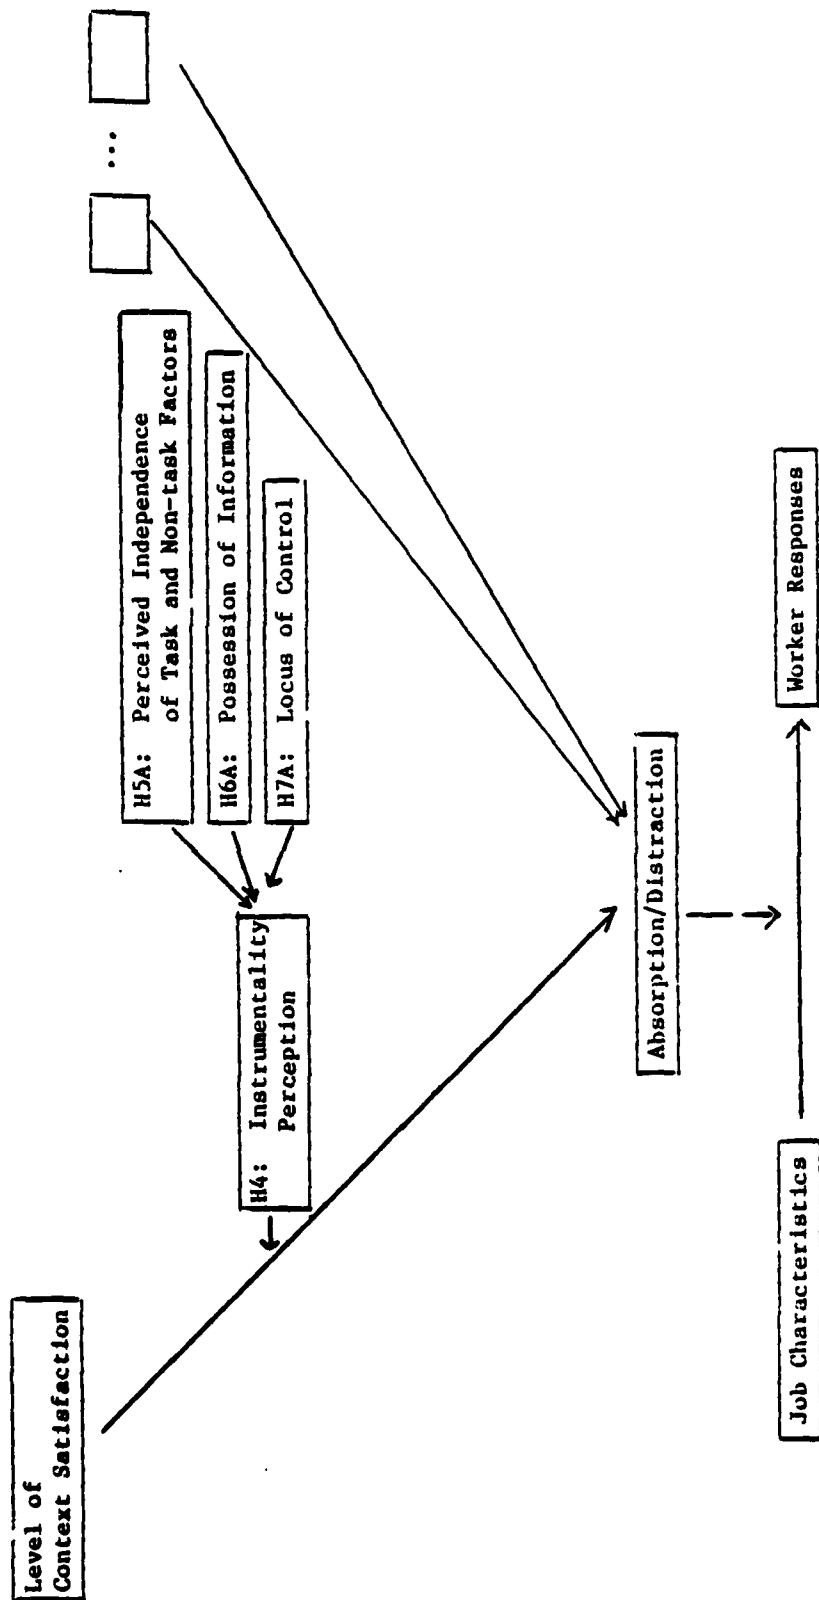 Level of
Context Satisfaction
H4: Instrumentality
Perception
H5A: Perceived Independence
of Task and Non-task Factors
H6A: Possession of Information
H7A: Locus of Control
...
Absorption/Distraction
Job Characteristics
Worker Responses